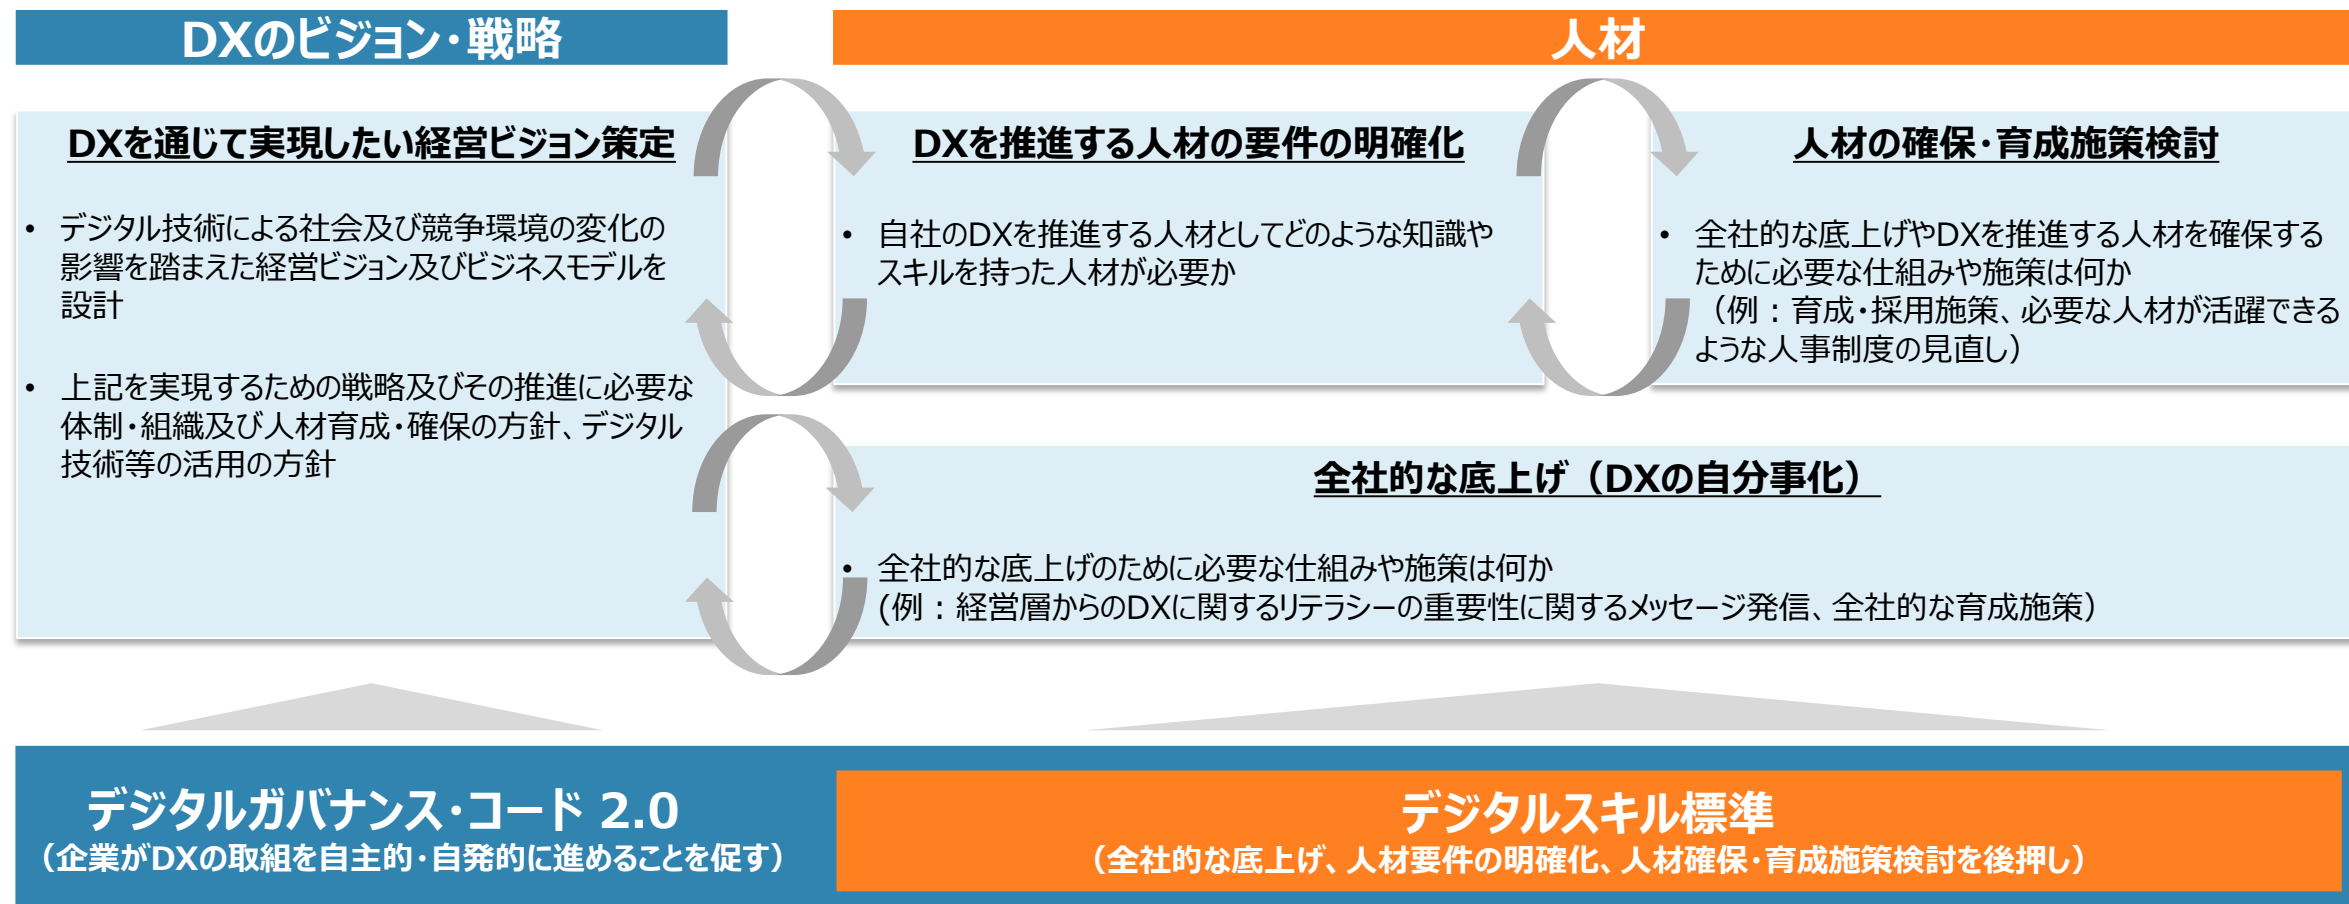 DXのビジョン・戦略
人材
DXを通じて実現したい経営ビジョン策定
• デジタル技術による社会及び競争環境の変化の
影響を踏まえた経営ビジョン及びビジネスモデルを
設計
• 上記を実現するための戦略及びその推進に必要な
体制・組織及び人材育成・確保の方針、デジタル
技術等の活用の方針
DXを推進する人材の要件の明確化
• 自社のDXを推進する人材としてどのような知識や
スキルを持った人材が必要か
人材の確保・育成施策検討
• 全社的な底上げやDXを推進する人材を確保する
ために必要な仕組みや施策は何か
（例：育成・採用施策、必要な人材が活躍できる
ような人事制度の見直し）
全社的な底上げ（DXの自分事化）
• 全社的な底上げのために必要な仕組みや施策は何か
(例：経営層からのDXに関するリテラシーの重要性に関するメッセージ発信、全社的な育成施策）
デジタルガバナンス・コード 2.0
（企業がDXの取組を自主的・自発的に進めることを促す）
デジタルスキル標準
（全社的な底上げ、人材要件の明確化、人材確保・育成施策検討を後押し）